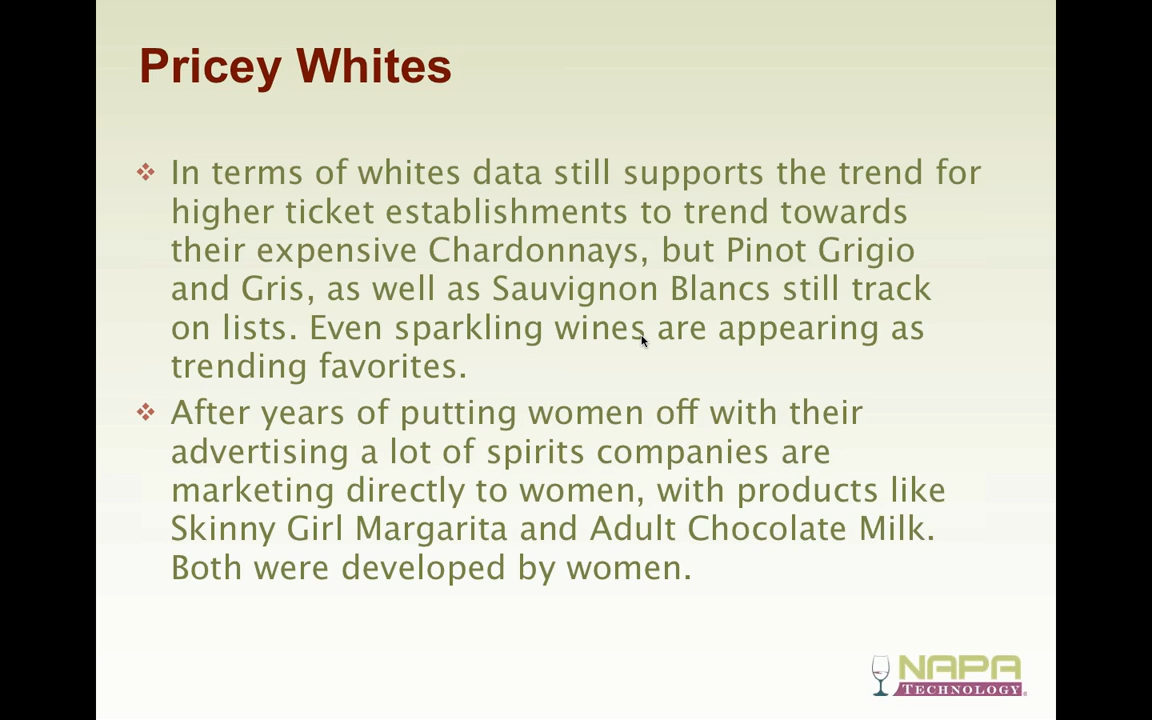 Pricey Whites
In terms of whites data still supports the trend for
higher ticket establishments to trend towards
their expensive Chardonnays, but Pinot Grigio
and Gris, as well as Sauvignon Blancs still track
on lists. Even sparkling wines are appearing as
trending favorites.
After years of putting women off with their
advertising a lot of spirits companies are
marketing directly to women, with products like
Skinny Girl Margarita and Adult Chocolate Milk.
Both were developed by women.
NAPA
TECHNOLOGY